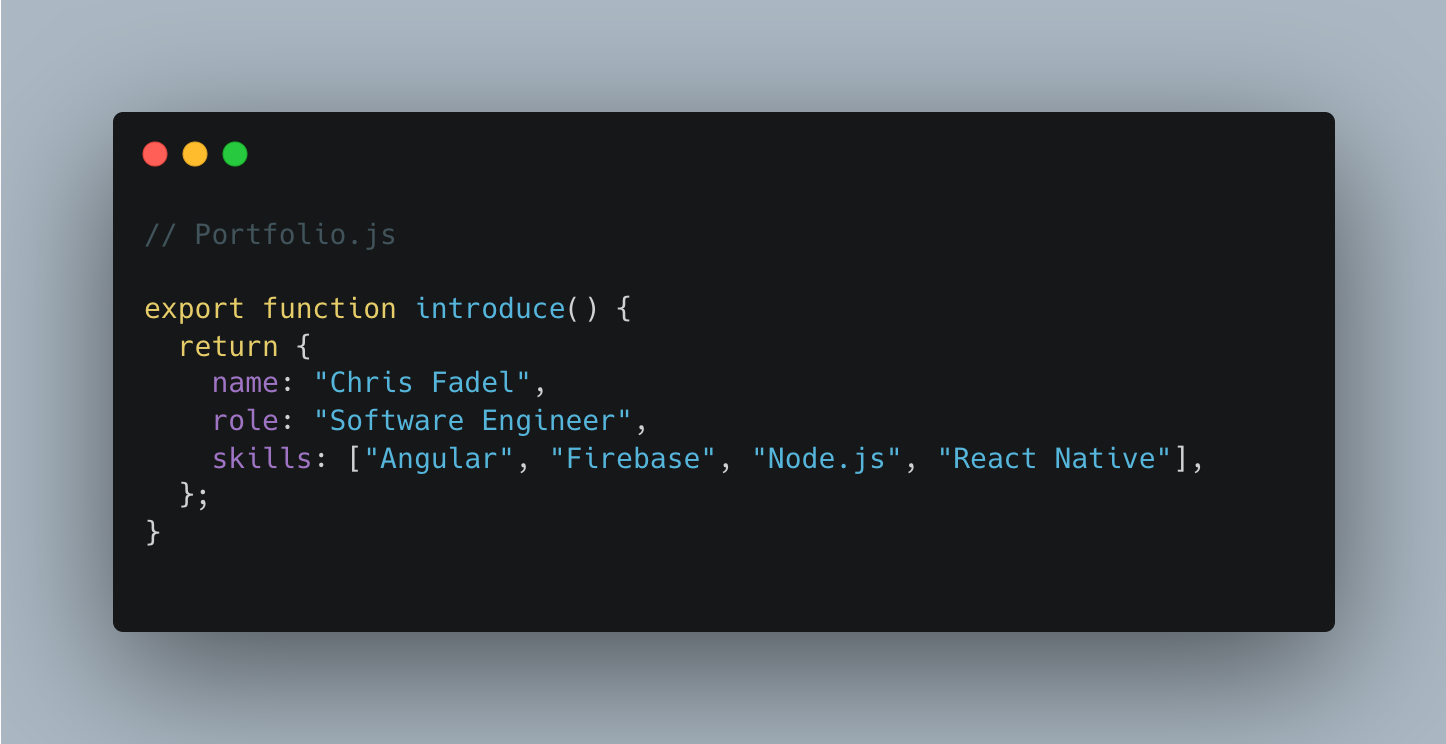 // Portfolio.js
export function introduce() {
  return {
    name: "Chris Fadel",
    role: "Software Engineer",
    skills: ["Angular", "Firebase", "Node.js", "React Native"],
  };
}